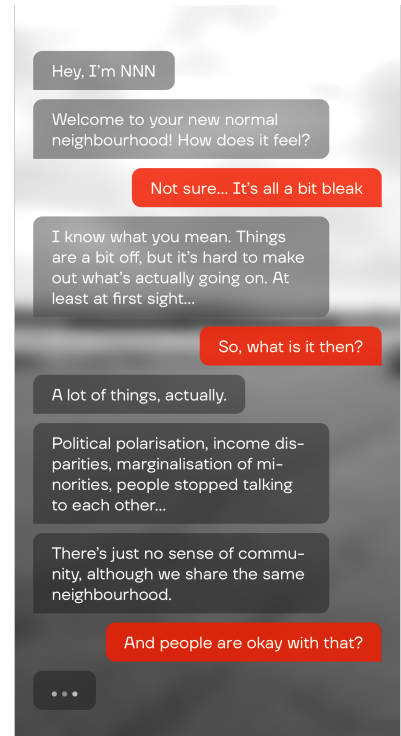 Hey, I'm NNN
Welcome to your new normal
neighbourhood! How does it feel?
Not sure... It's all a bit bleak
I know what you mean. Things
are a bit off, but it's hard to make
out what's actually going on. At
least at first sight...
So, what is it then?
A lot of things, actually.
Political polarisation, income dis-
parities, marginalisation of mi-
norities, people stopped talking
to each other...
There's just no sense of commu-
nity, although we share the same
neighbourhood.
And people are okay with that?